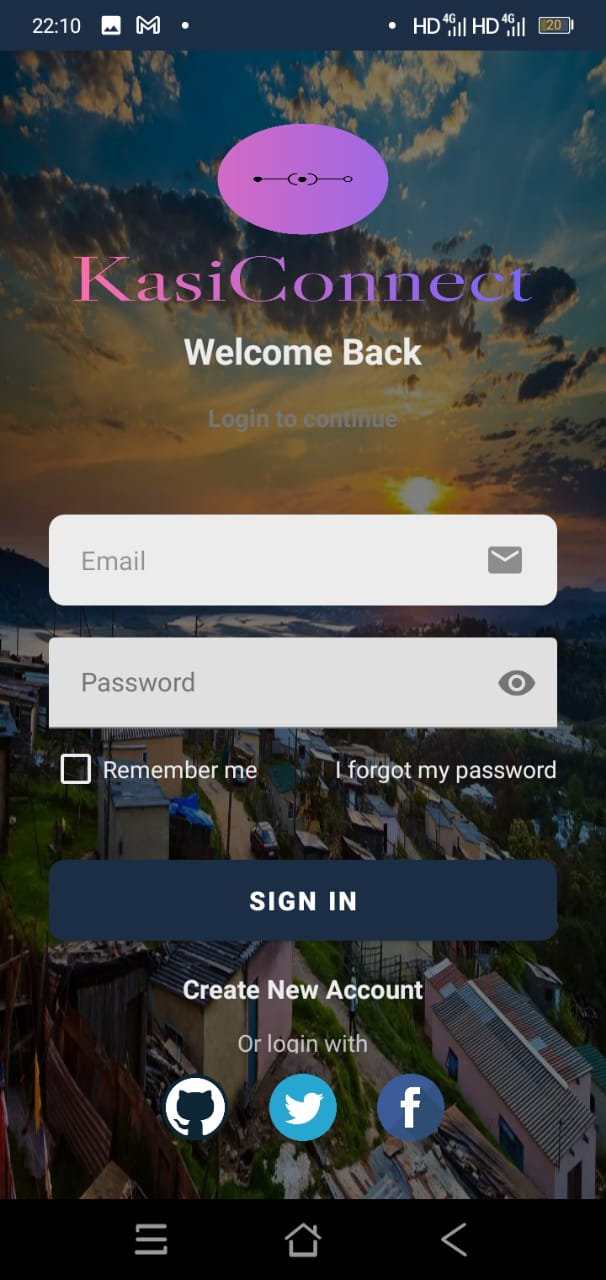 22:10
HD 4G HD 4G 20
KasiConnect
Welcome Back
Login to continue
Email
Password
Remember me I forgot my password
SIGN IN
Create New Account
Or login with